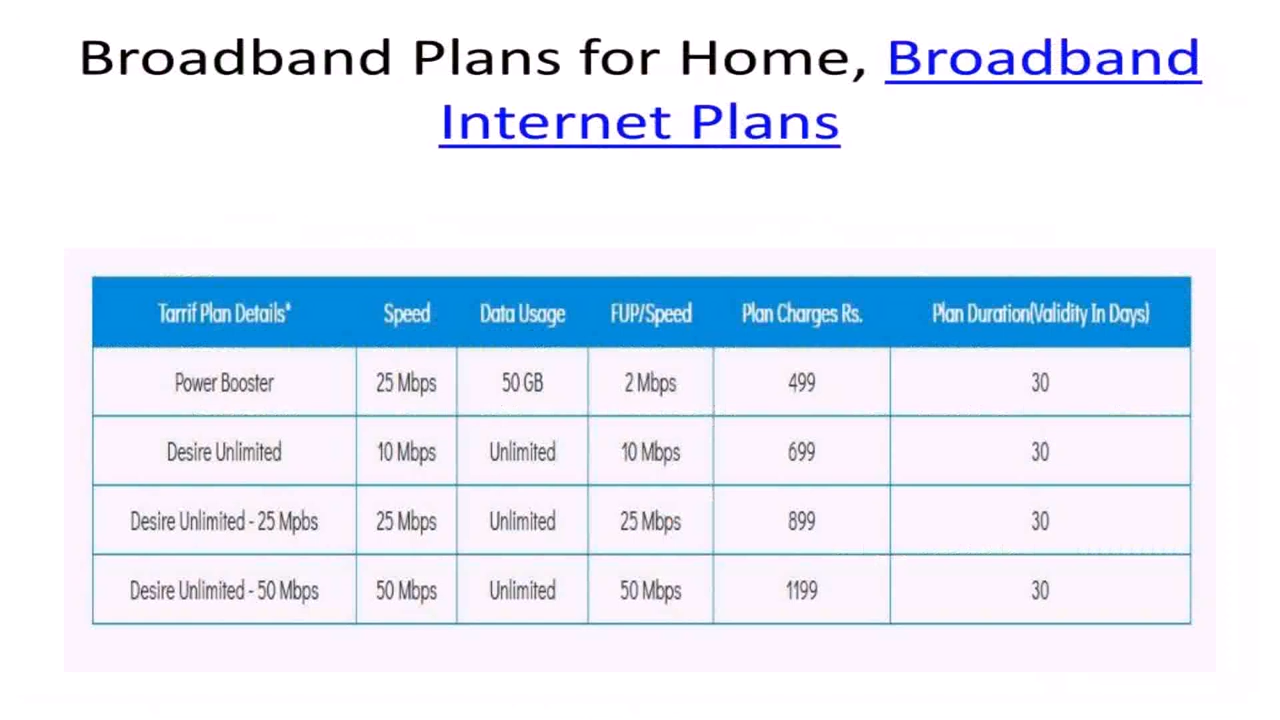 Broadband Plans for Home, Broadband
Internet Plans
Tarrif Plan Details* Speed Data Usage FUP/Speed Plan Charges Rs. Plan Duration(Validity In Days)
Power Booster 25 Mbps 50 GB 2 Mbps 499 30
Desire Unlimited 10 Mbps Unlimited 10 Mbps 699 30
Desire Unlimited - 25 Mpbs 25 Mbps Unlimited 25 Mbps 899 30
Desire Unlimited - 50 Mbps 50 Mbps Unlimited 50 Mbps 1199 30